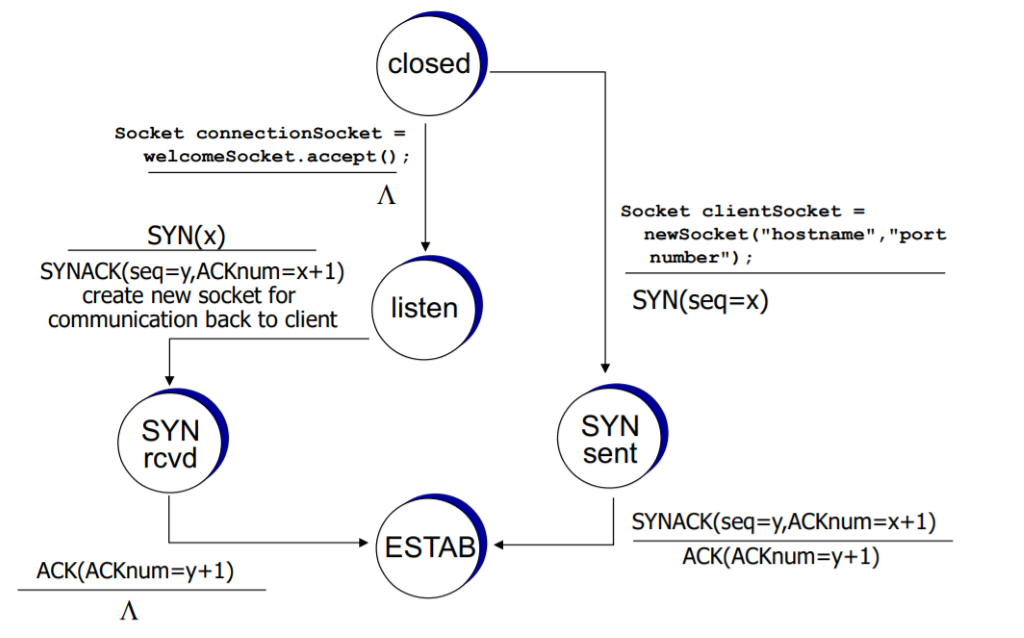 closed
Socket connectionSocket =
welcomeSocket.accept();
Λ
Socket clientSocket =
newSocket("hostname","port
number");
SYN(seq=x)
SYN(x)
SYNACK(seq=y,ACKnum=x+1)
create new socket for
communication back to client
listen
SYN
rcvd
SYN
sent
ESTAB
SYNACK(seq=y,ACKnum=x+1)
ACK(ACKnum=y+1)
ACK(ACKnum=y+1)
Λ